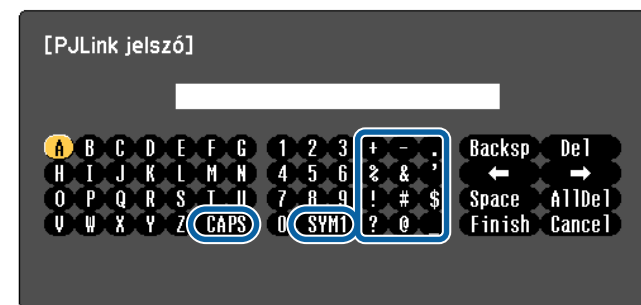 [PJLink jelszó]
A B C D E F G 1 2 3 + - . Backsp Del
H I J K L M N 4 5 6 % & ' ← →
O P Q R S T U 7 8 9 ! # $ Space AllDel
V W X Y Z CAPS 0 SYM1 ? @ _ Finish Cancel